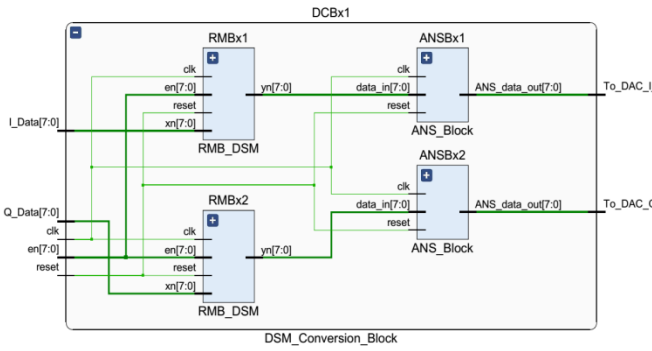 DCBx1
RMBx1
clk
en[7:0]
reset
xn[7:0]
yn[7:0]
RMB_DSM
ANSBx1
clk
data_in[7:0]
reset
ANS_data_out[7:0]
ANS_Block
To_DAC_I
I_Data[7:0]
Q_Data[7:0]
clk
en[7:0]
reset
RMBx2
clk
en[7:0]
reset
xn[7:0]
yn[7:0]
RMB_DSM
ANSBx2
clk
data_in[7:0]
reset
ANS_data_out[7:0]
ANS_Block
DSM_Conversion_Block